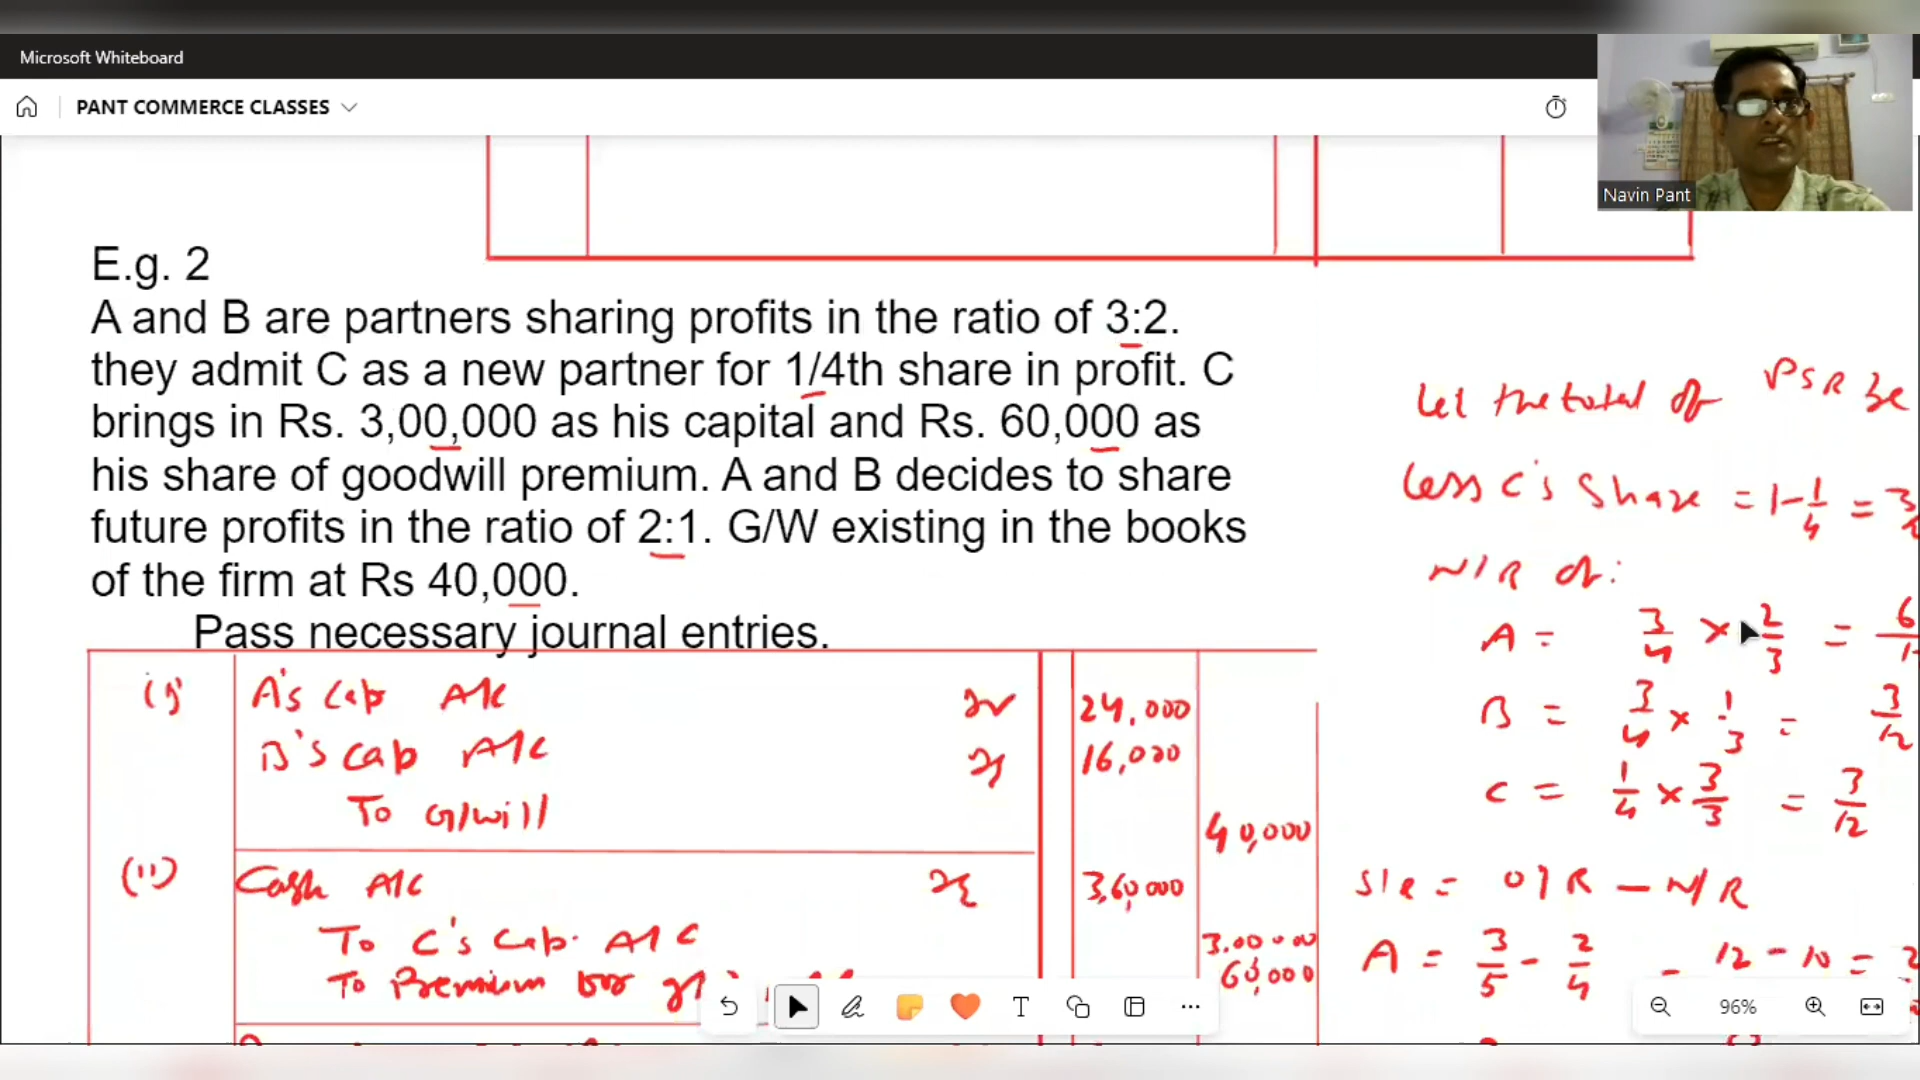 Microsoft Whiteboard
PANT COMMERCE CLASSES
Navin Pant
E.g. 2
A and B are partners sharing profits in the ratio of 3:2.
they admit C as a new partner for 1/4th share in profit. C
brings in Rs. 3,00,000 as his capital and Rs. 60,000 as
his share of goodwill premium. A and B decides to share
future profits in the ratio of 2:1. G/W existing in the books
of the firm at Rs 40,000.
Pass necessary journal entries.
(i) A's Cap A/c Dr 24,000
B's Cap A/c Dr 16,000
To G/will 40,000
(ii) Cash A/c Dr 3,60,000
To C's Cap. A/C 3,00,000
To Premium for 60,000
Let the total of PSR be
Less C's Share = 1-1/4 = 3/
N/R of:
A = 3/4 × 2/3 = 6/1
B = 3/4 × 1/3 = 3/12
C = 1/4 × 3/3 = 3/12
S/R = O/R - N/R
A = 3/5 - 2/4 = 12-10 =
96%